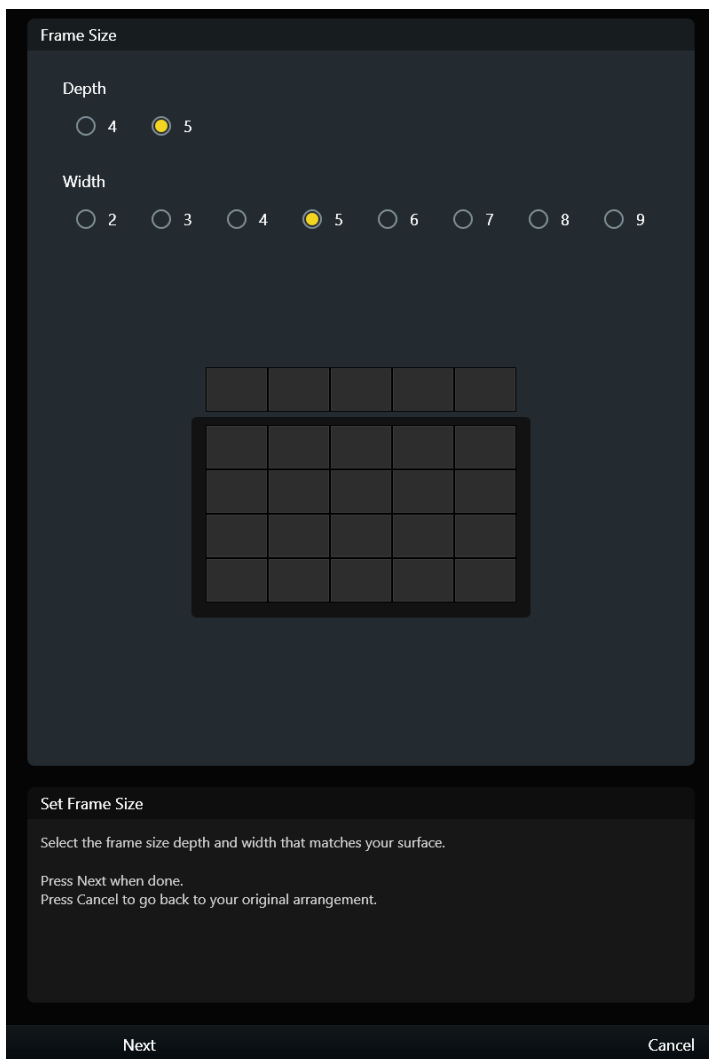 Frame Size
Depth
4 5
Width
2 3 4 5 6 7 8 9
Set Frame Size
Select the frame size depth and width that matches your surface.
Press Next when done.
Press Cancel to go back to your original arrangement.
Next Cancel